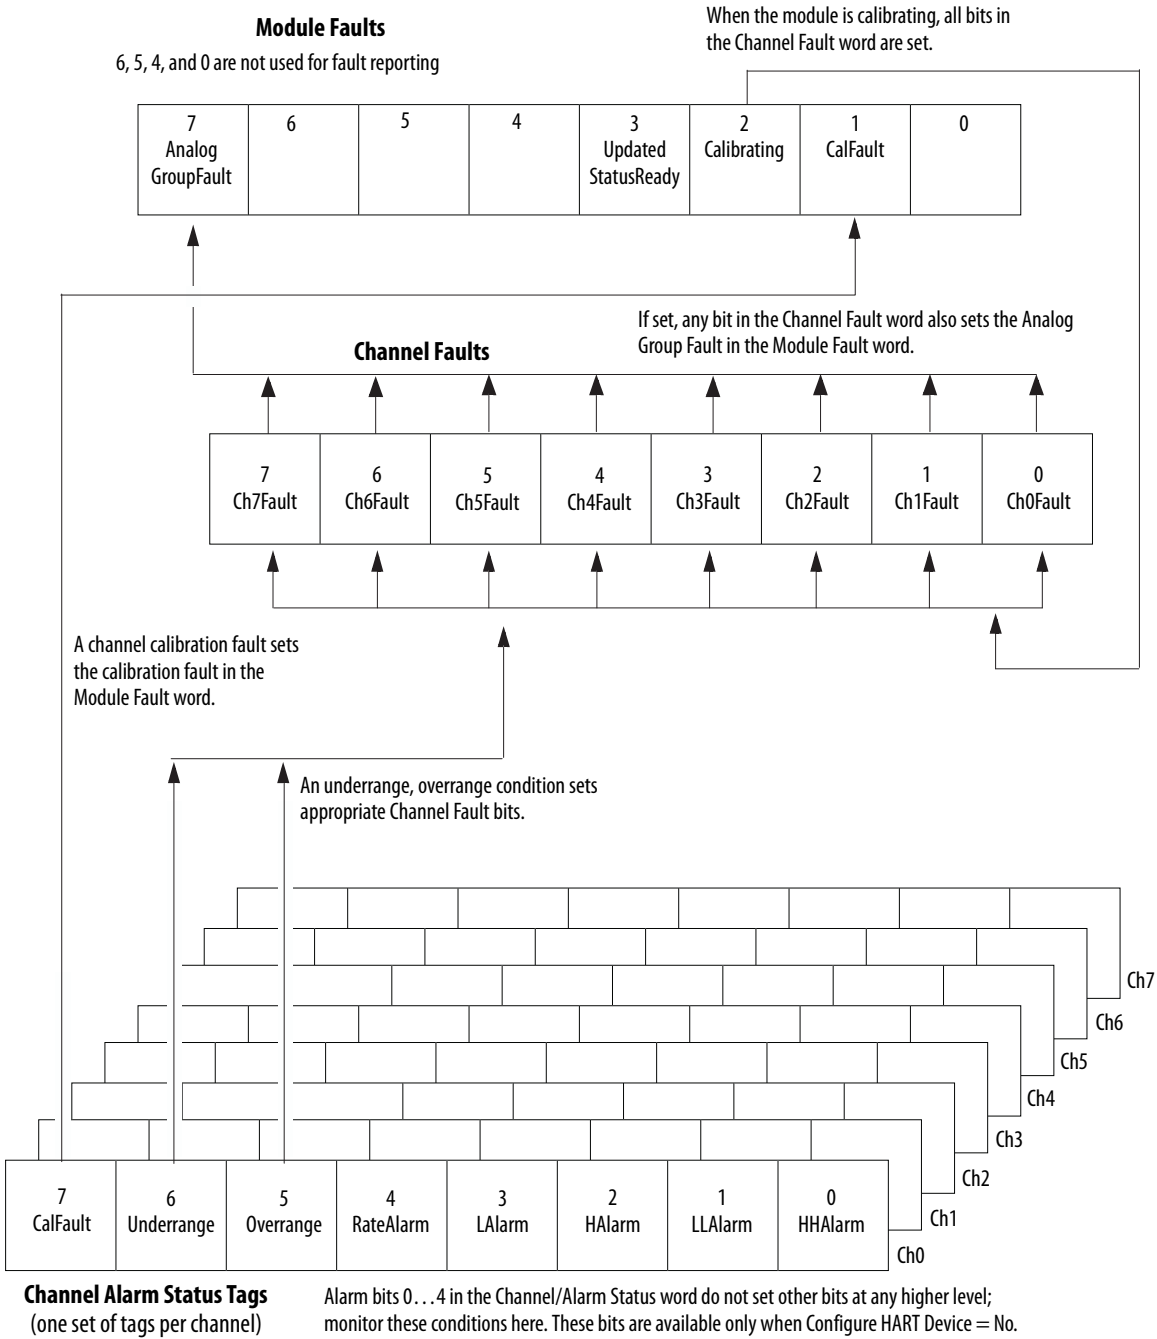 Module Faults
6, 5, 4, and 0 are not used for fault reporting
When the module is calibrating, all bits in
the Channel Fault word are set.
7
Analog
GroupFault
6
5
4
3
Updated
StatusReady
2
Calibrating
1
CalFault
0
If set, any bit in the Channel Fault word also sets the Analog
Group Fault in the Module Fault word.
Channel Faults
7
Ch7Fault
6
Ch6Fault
5
Ch5Fault
4
Ch4Fault
3
Ch3Fault
2
Ch2Fault
1
Ch1Fault
0
Ch0Fault
A channel calibration fault sets
the calibration fault in the
Module Fault word.
An underrange, overrange condition sets
appropriate Channel Fault bits.
Ch7
Ch6
Ch5
Ch4
Ch3
Ch2
Ch1
Ch0
7
CalFault
6
Underrange
5
Overrange
4
RateAlarm
3
LAlarm
2
HAlarm
1
LLAlarm
0
HHAlarm
Channel Alarm Status Tags
(one set of tags per channel)
Alarm bits 0…4 in the Channel/Alarm Status word do not set other bits at any higher level;
monitor these conditions here. These bits are available only when Configure HART Device = No.